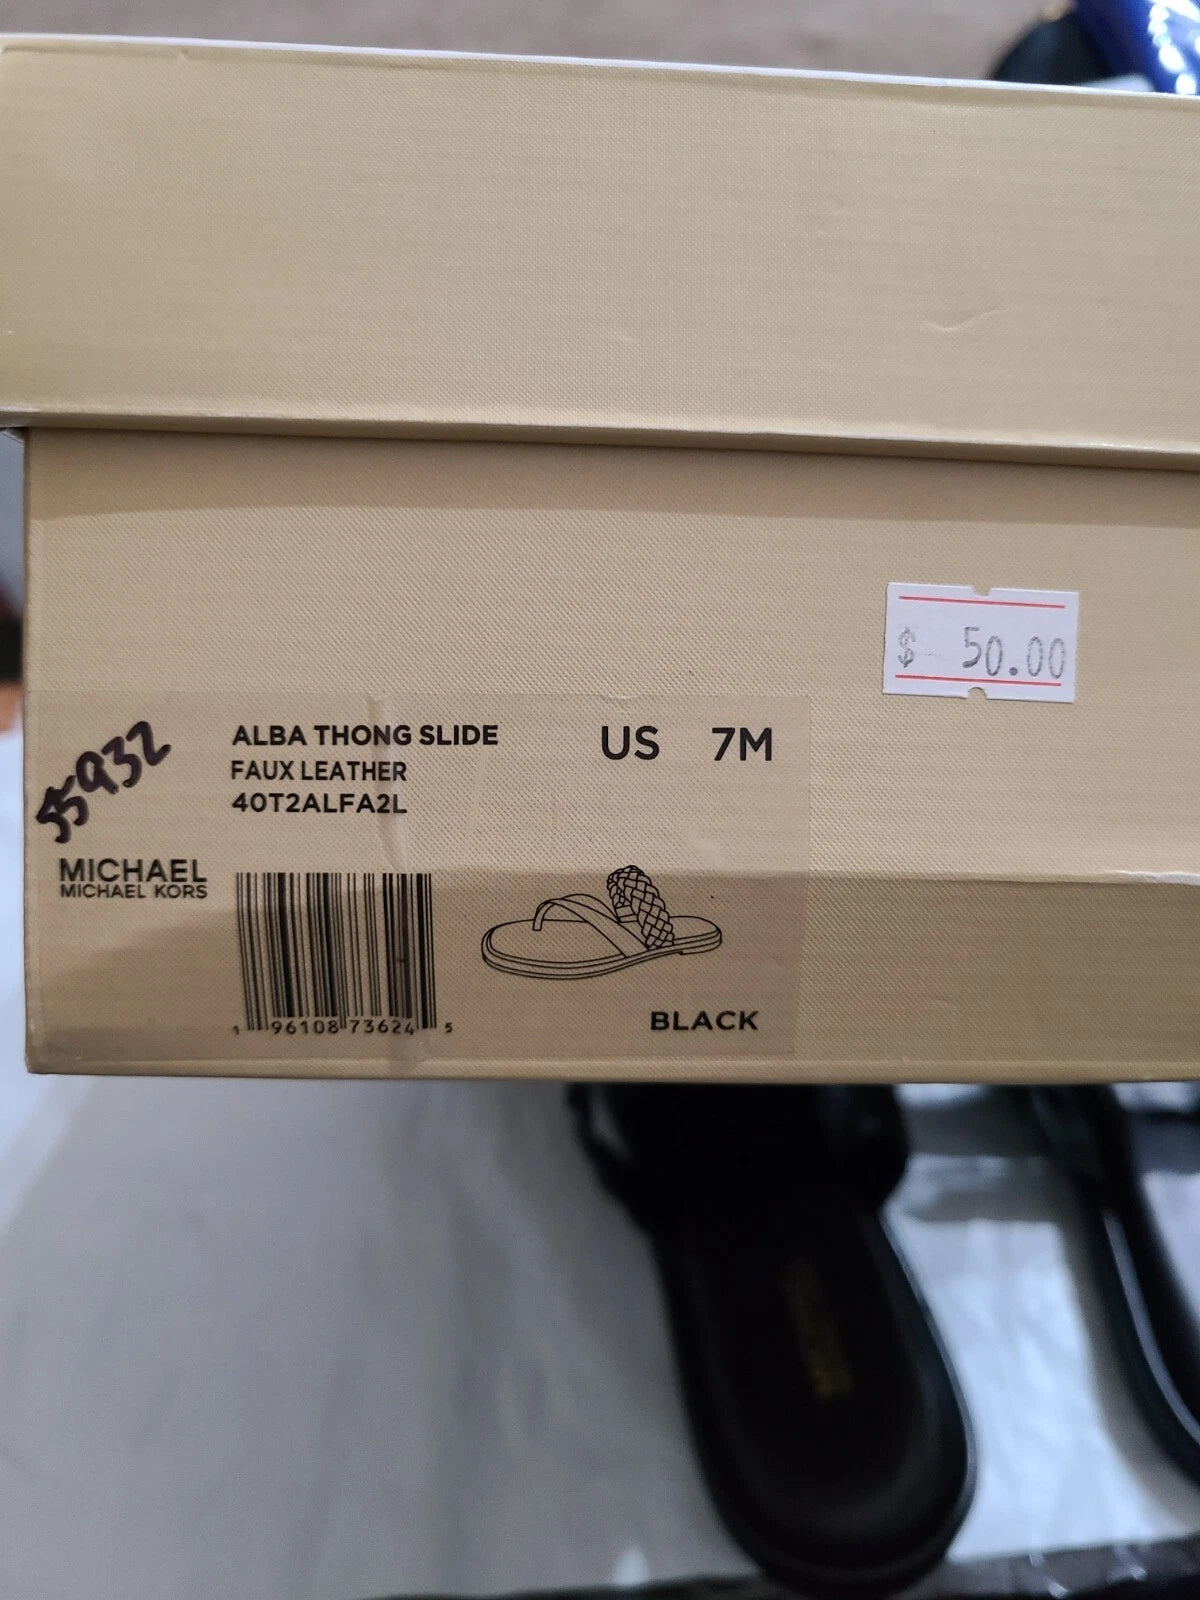 $ 50.00
55932
ALBA THONG SLIDE
US 7M
FAUX LEATHER
40T2ALFA2L
MICHAEL
MICHAEL KORS
1 96108 73624 5
BLACK